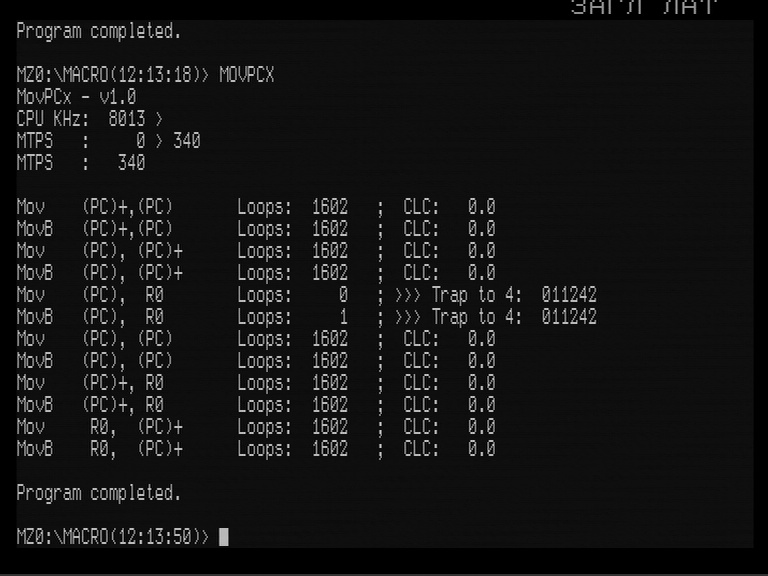 ЗАГЛ ЛАТ
Program completed.
MZ0:\MACRO(12:13:18)> MOVPCX
MovPCx - v1.0
CPU KHz:  8013 >
MTPS   :     0 > 340
MTPS   :   340
Mov    (PC)+,(PC)       Loops:  1602   ;  CLC:   0.0
MovB   (PC)+,(PC)       Loops:  1602   ;  CLC:   0.0
Mov    (PC), (PC)+      Loops:  1602   ;  CLC:   0.0
MovB   (PC), (PC)+      Loops:  1602   ;  CLC:   0.0
Mov    (PC),  R0        Loops:     0   ; >>> Trap to 4:  011242
MovB   (PC),  R0        Loops:     1   ; >>> Trap to 4:  011242
Mov    (PC), (PC)       Loops:  1602   ;  CLC:   0.0
MovB   (PC), (PC)       Loops:  1602   ;  CLC:   0.0
Mov    (PC)+, R0        Loops:  1602   ;  CLC:   0.0
MovB   (PC)+, R0        Loops:  1602   ;  CLC:   0.0
Mov     R0,  (PC)+      Loops:  1602   ;  CLC:   0.0
MovB    R0,  (PC)+      Loops:  1602   ;  CLC:   0.0
Program completed.
MZ0:\MACRO(12:13:50)>